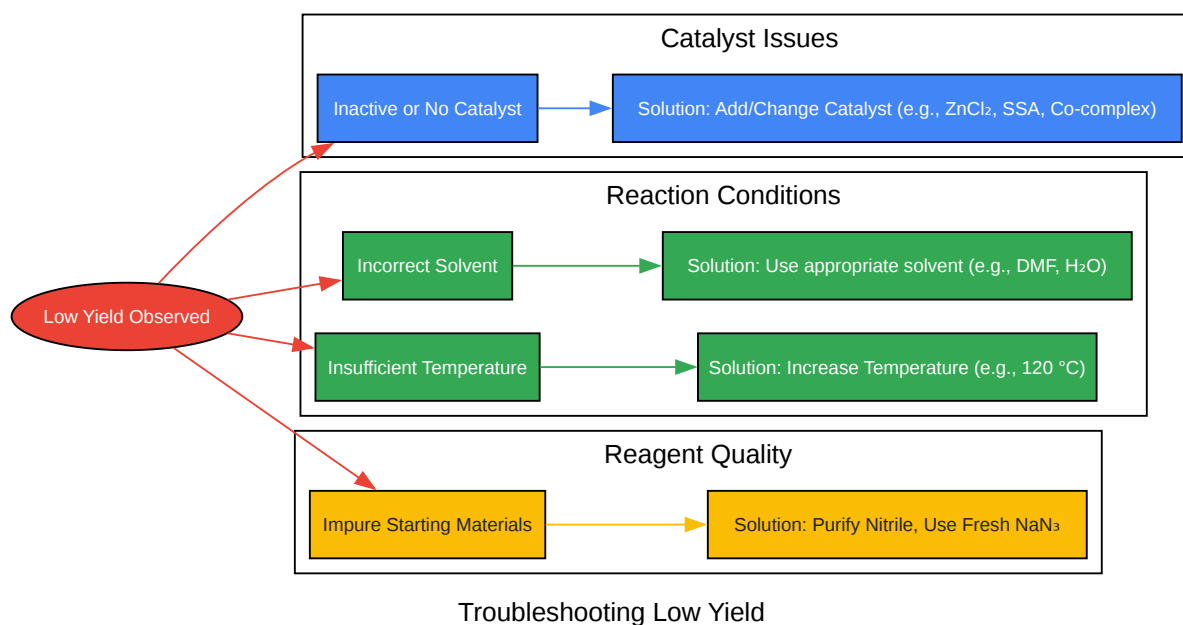 Catalyst Issues
Inactive or No Catalyst
Solution: Add/Change Catalyst (e.g., ZnCl₂, SSA, Co-complex)
Reaction Conditions
Incorrect Solvent
Solution: Use appropriate solvent (e.g., DMF, H₂O)
Low Yield Observed
Insufficient Temperature
Solution: Increase Temperature (e.g., 120 °C)
Reagent Quality
Impure Starting Materials
Solution: Purify Nitrile, Use Fresh NaN₃
Troubleshooting Low Yield